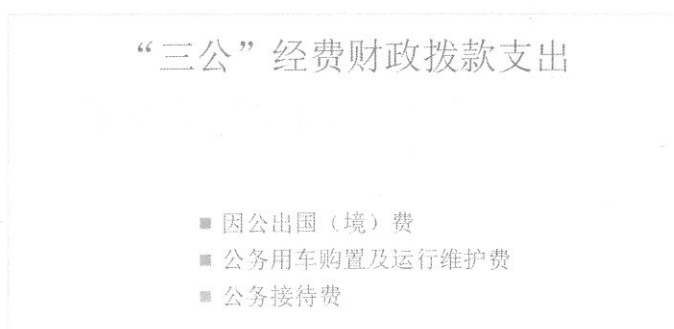 “三公”经费财政拨款支出
因公出国（境）费
公务用车购置及运行维护费
公务接待费